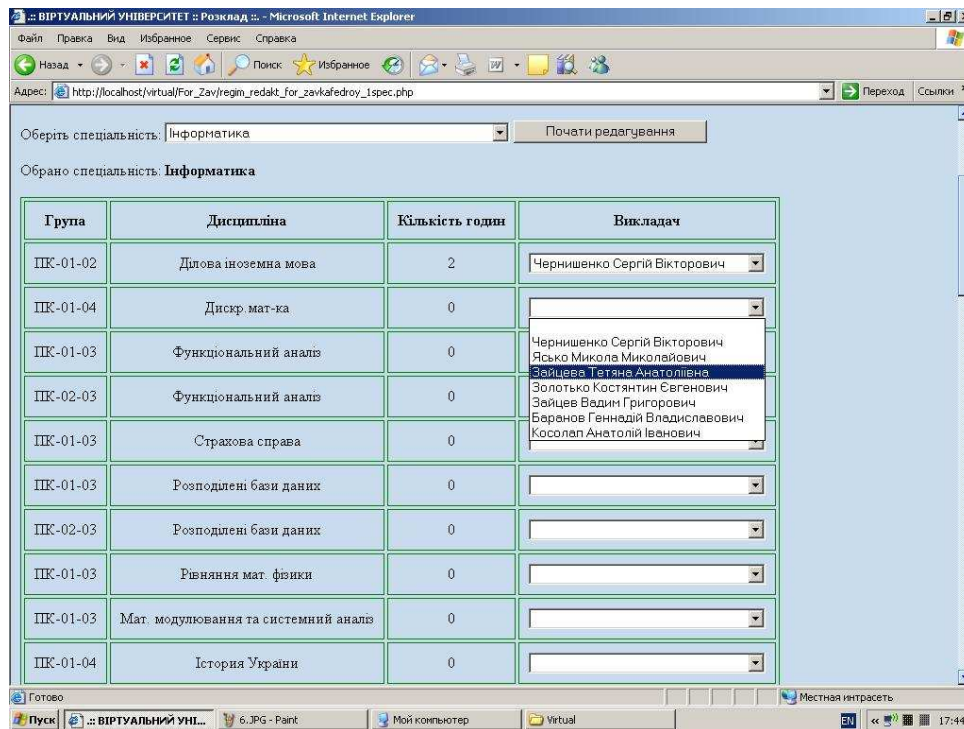 .:: ВІРТУАЛЬНИЙ УНІВЕРСИТЕТ :: Розклад ::. - Microsoft Internet Explorer
Файл Правка Вид Избранное Сервис Справка
Назад Поиск Избранное
Адрес: http://localhost/virtual/For_Zav/regim_redakt_for_zavkafedroy_1spec.php Переход Ссылки
Оберіть спеціальність: Інформатика Почати редагування
Обрано спеціальність: Інформатика
Група Дисципліна Кількість годин Викладач
ПК-01-02 Ділова іноземна мова 2 Чернишенко Сергій Вікторович
ПК-01-04 Дискр.мат-ка 0
Чернишенко Сергій Вікторович
ПК-01-03 Функціональний аналіз 0 Ясько Микола Миколайович
Зайцева Тетяна Анатоліївна
ПК-02-03 Функціональний аналіз 0 Золотько Костянтин Євгенович
Зайцев Вадим Григорович
Баранов Геннадій Владиславович
ПК-01-03 Страхова справа 0 Косолап Анатолій Іванович
ПК-01-03 Розподілені бази даних 0
ПК-02-03 Розподілені бази даних 0
ПК-01-03 Рівняння мат. фізики 0
ПК-01-03 Мат. модулювання та системний аналіз 0
ПК-01-04 Істория України 0
Готово Местная интрасеть
Пуск .:: ВІРТУАЛЬНИЙ УНІ... 6.JPG - Paint Мой компьютер Virtual EN « 17:44